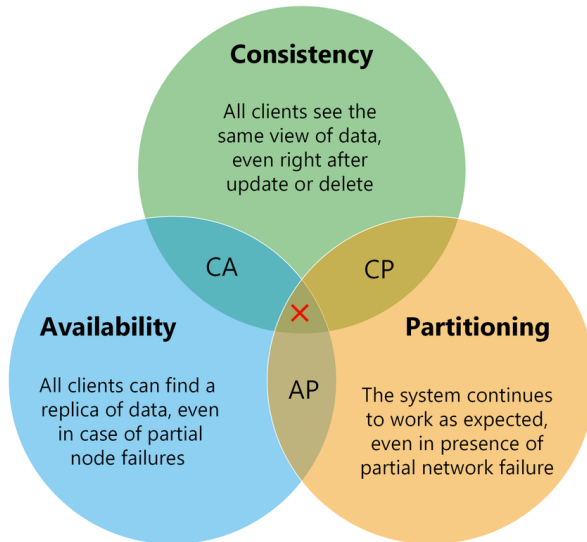 Consistency
All clients see the
same view of data,
even right after
update or delete
CA
CP
Availability
All clients can find a
replica of data, even
in case of partial
node failures
AP
Partitioning
The system continues
to work as expected,
even in presence of
partial network failure